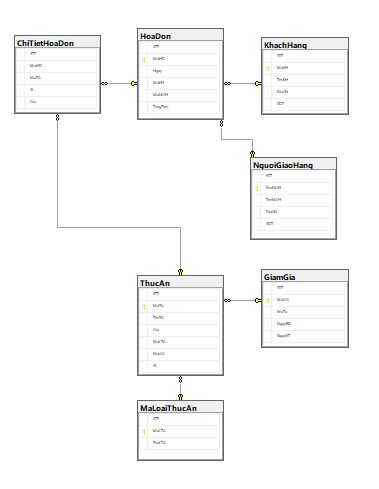 ChiTietHoaDon
STT
MaHD
MaTA
SL
Gia
HoaDon
STT
MaHD
Ngay
MaKH
MaNGH
TongTien
KhachHang
STT
MaKH
TenKH
DiaChi
SDT
NguoiGiaoHang
STT
MaNGH
TenNGH
DiaChi
SDT
ThucAn
STT
MaTA
TenTA
Gia
MaLTA
MaGG
SL
GiamGia
STT
MaGG
MoTa
NgayBD
NgayKT
MaLoaiThucAn
STT
MaLTA
TenLTA